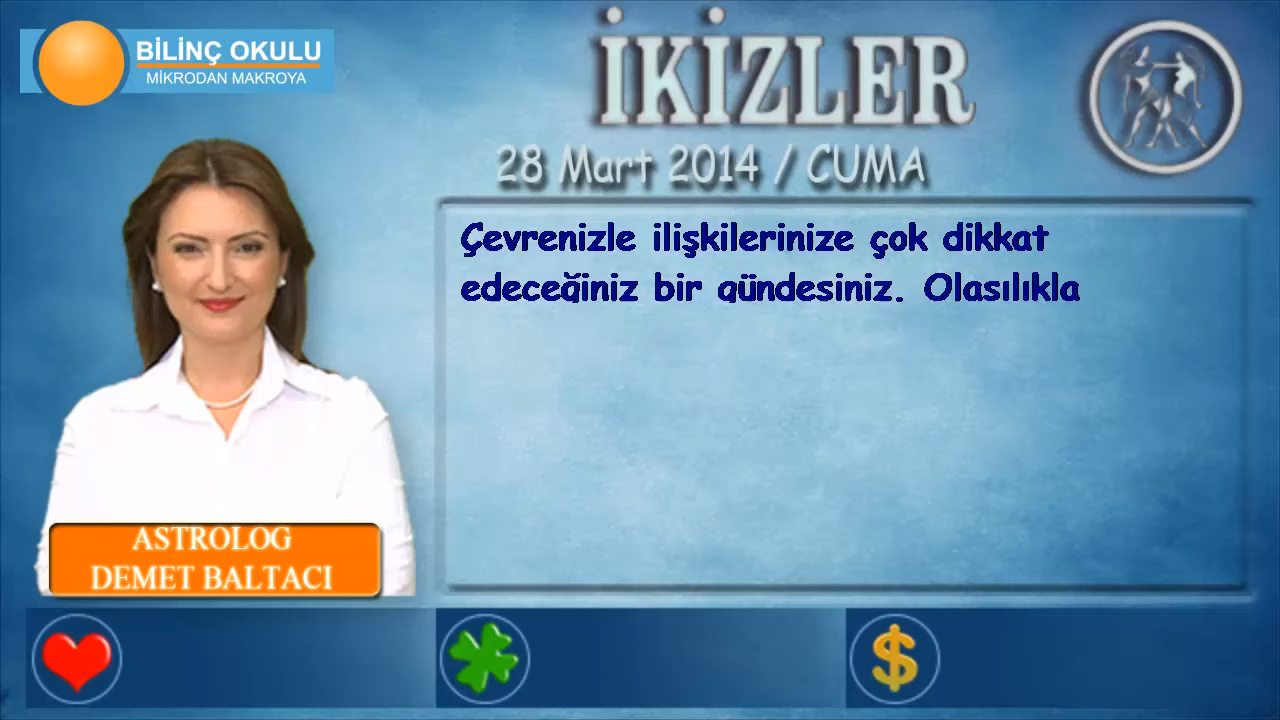 BİLİNÇ OKULU
MİKRODAN MAKROYA
İKİZLER
28 Mart 2014 / CUMA
Çevrenizle ilişkilerinize çok dikkat
edeceğiniz bir gündesiniz. Olasılıkla
ASTROLOG
DEMET BALTACI
$